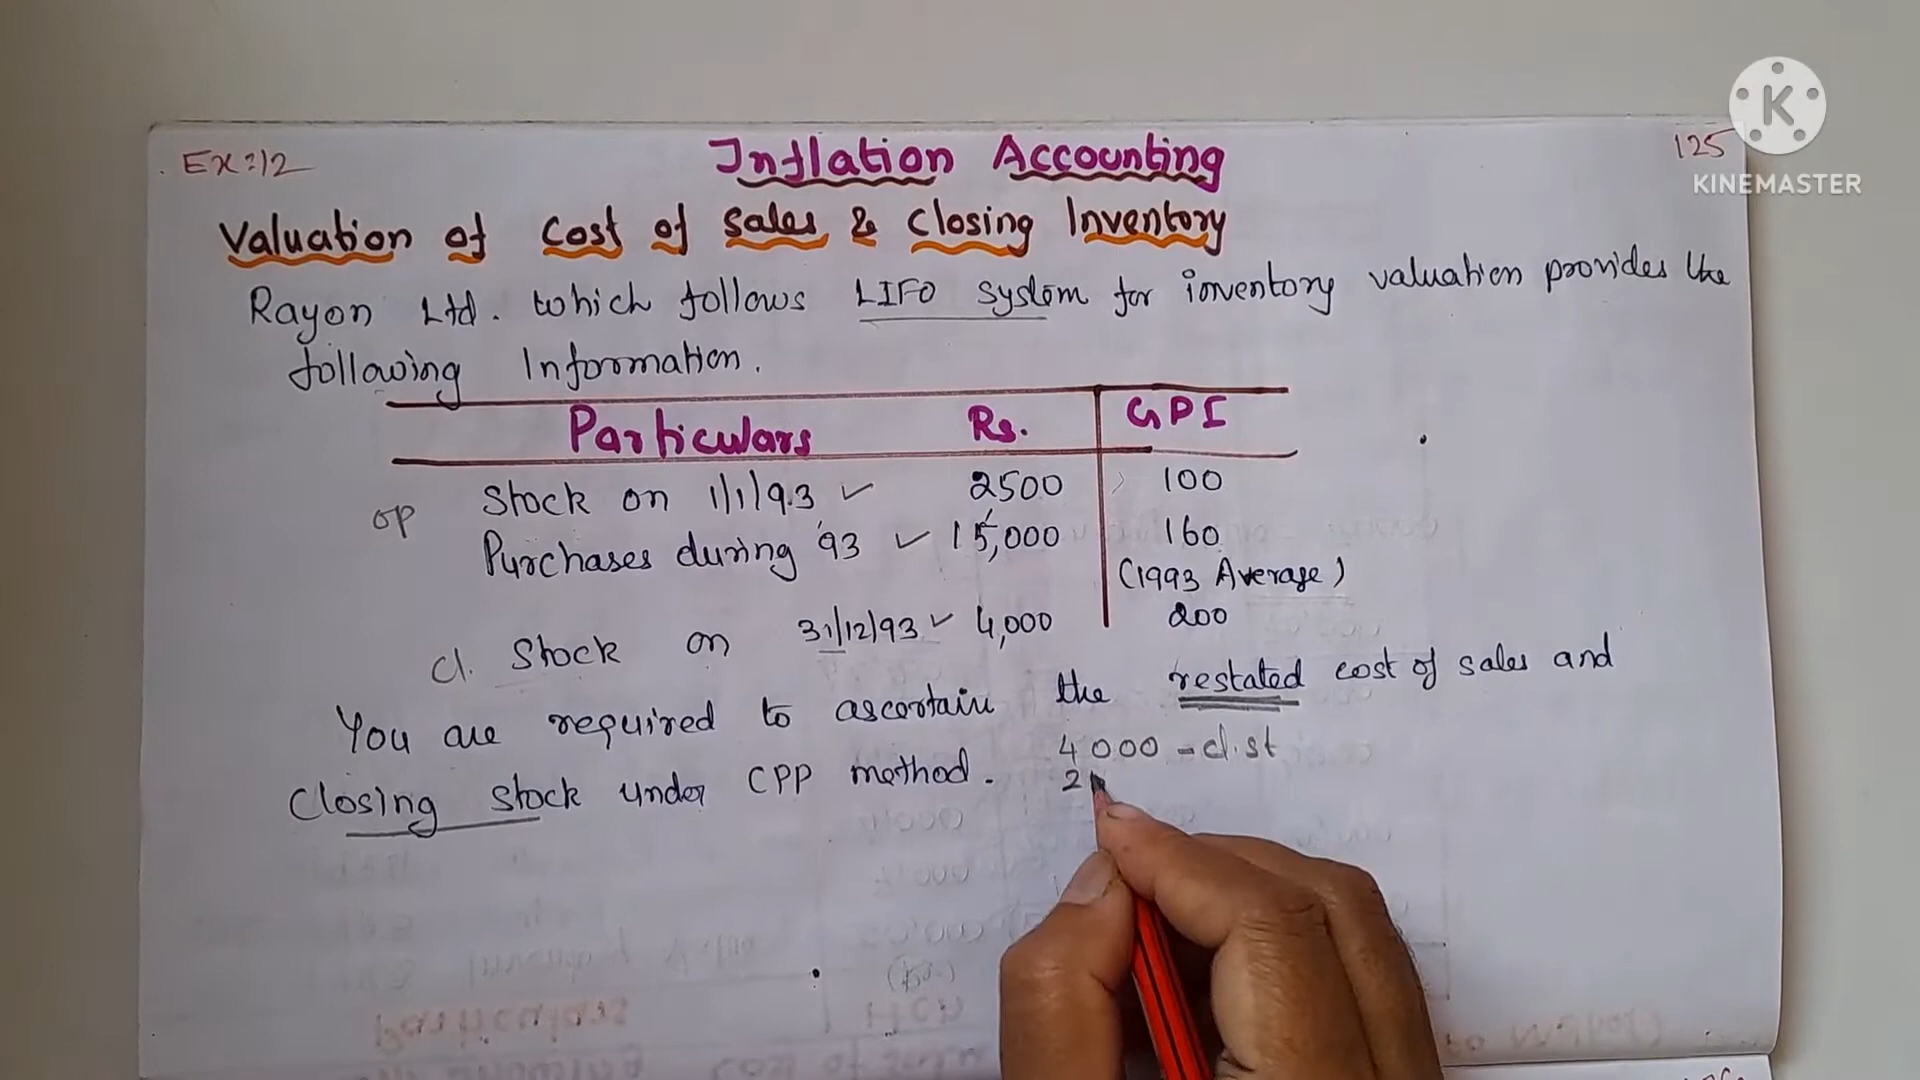 Ex:12
Inflation Accounting
125
KINEMASTER
Valuation of Cost of Sales & Closing Inventory
Rayon Ltd. which follows LIFO system for inventory valuation provides the
following Information.
Particulars Rs. GPI
op Stock on 1/1/93 ✓ 2500 100
Purchases during '93 ✓ 15,000 160
(1993 Average)
cl. Stock on 31/12/93 ✓ 4,000 200
You are required to ascertain the restated cost of sales and
Closing stock under CPP method.
4000 - cl.st
2